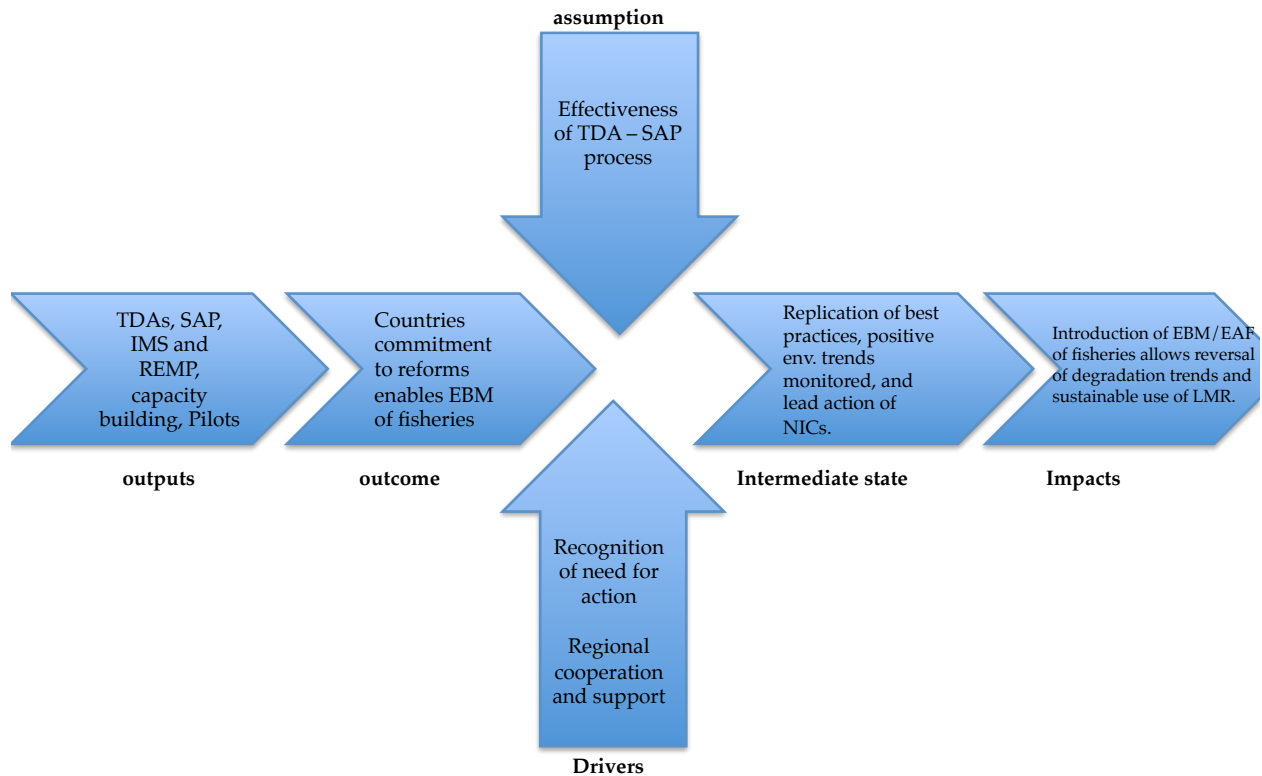 assumption
Effectiveness
of TDA – SAP
process
TDAs, SAP,
IMS and
REMP,
capacity
building, Pilots
outputs
Countries
commitment
to reforms
enables EBM
of fisheries
outcome
Replication of best
practices, positive
env. trends
monitored, and
lead action of
NICs.
Intermediate state
Introduction of EBM/EAF
of fisheries allows reversal
of degradation trends and
sustainable use of LMR.
Impacts
Recognition
of need for
action
Regional
cooperation
and support
Drivers